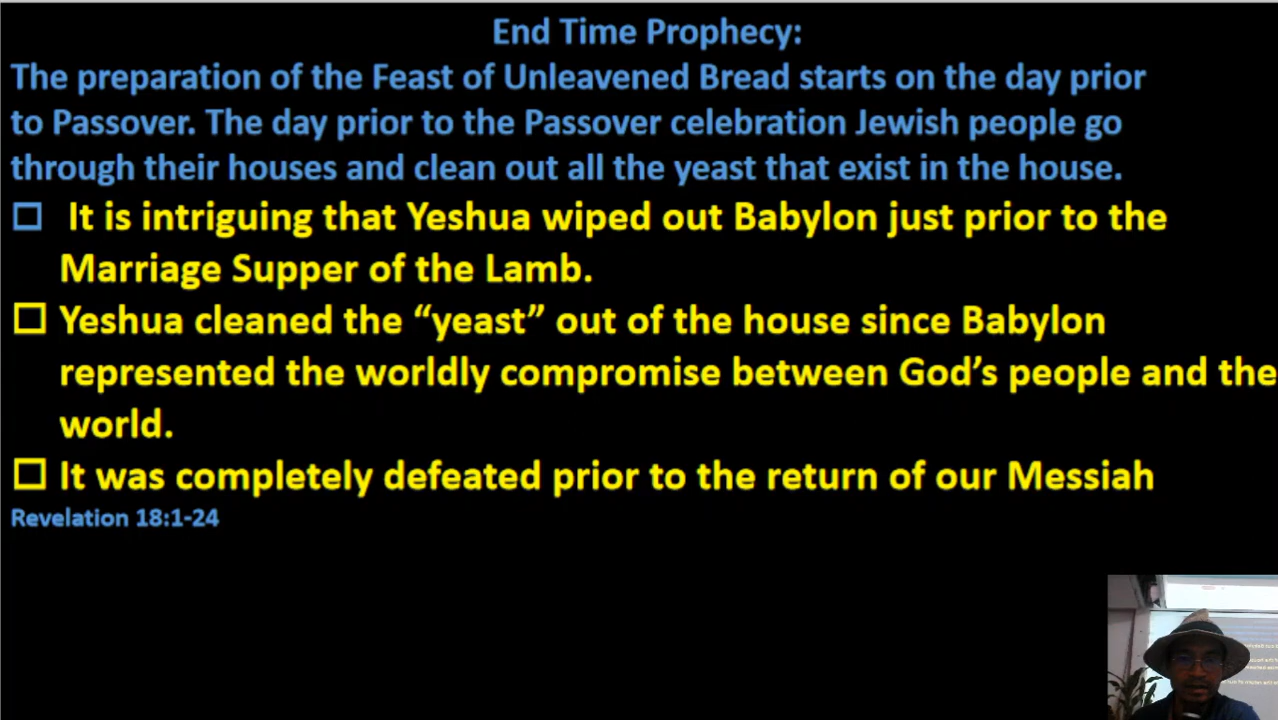 End Time Prophecy:
The preparation of the Feast of Unleavened Bread starts on the day prior
to Passover. The day prior to the Passover celebration Jewish people go
through their houses and clean out all the yeast that exist in the house.
It is intriguing that Yeshua wiped out Babylon just prior to the
Marriage Supper of the Lamb.
Yeshua cleaned the “yeast” out of the house since Babylon
represented the worldly compromise between God’s people and the
world.
It was completely defeated prior to the return of our Messiah
Revelation 18:1-24